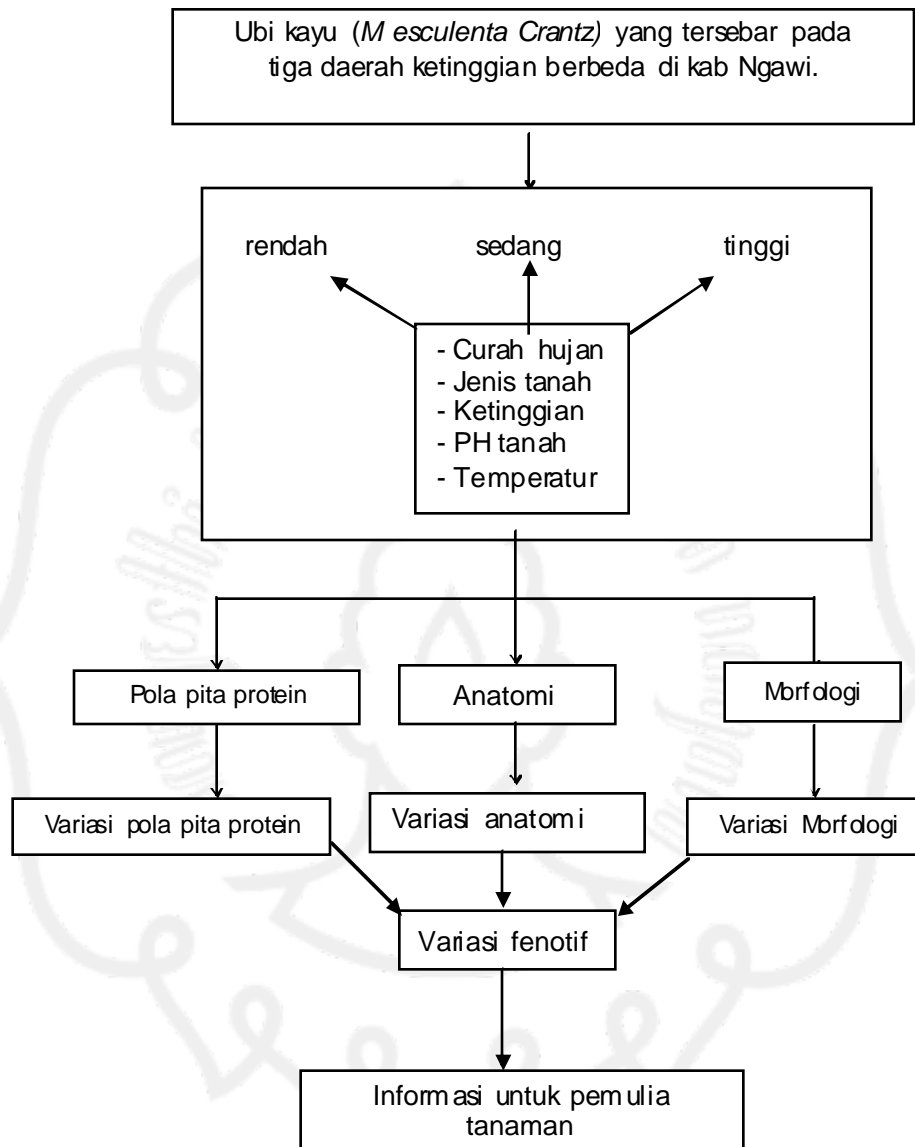 Ubi kayu (M esculenta Crantz) yang tersebar pada
tiga daerah ketinggian berbeda di kab Ngawi.
rendah
sedang
tinggi
- Curah hujan
- Jenis tanah
- Ketinggian
- PH tanah
- Temperatur
Pola pita protein
Anatomi
Morfologi
Variasi pola pita protein
Variasi anatomi
Variasi Morfologi
Variasi fenotif
Informasi untuk pemulia
tanaman